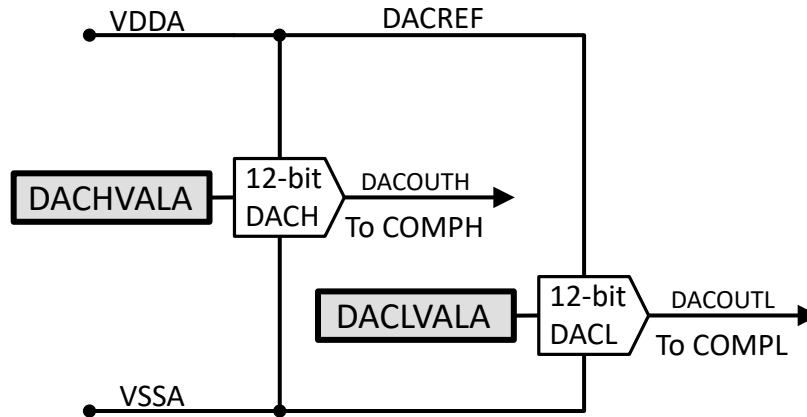 VDDA
DACREF
DACHVALA
12-bit
DACH
DACOUTH
To COMPH
DACLVALA
12-bit
DACL
DACOUTL
To COMPL
VSSA